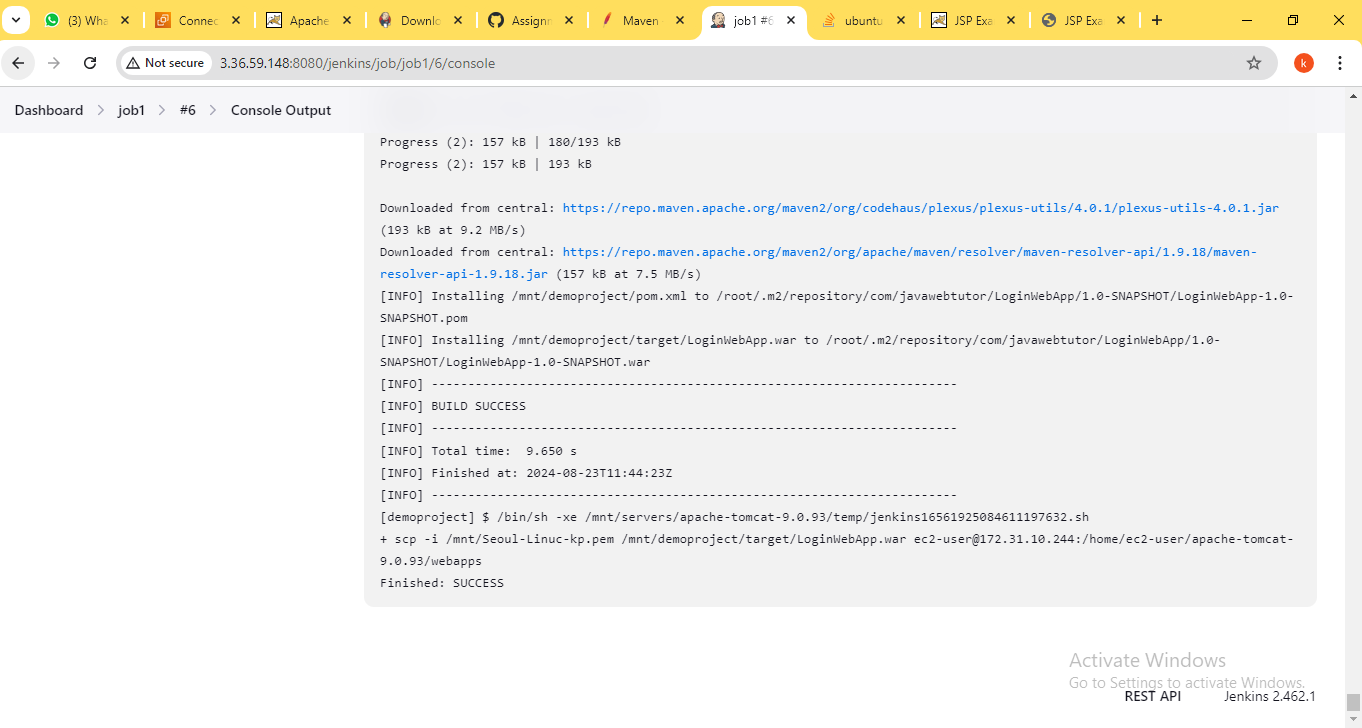 (3) Wha
Connec
Apache
Downlo
Assignm
Maven
job1 #6
ubuntu
JSP Exa
JSP Exa
Not secure
3.36.59.148:8080/jenkins/job/job1/6/console
k
Dashboard > job1 > #6 > Console Output
Progress (2): 157 kB | 180/193 kB
Progress (2): 157 kB | 193 kB
Downloaded from central: https://repo.maven.apache.org/maven2/org/codehaus/plexus/plexus-utils/4.0.1/plexus-utils-4.0.1.jar
(193 kB at 9.2 MB/s)
Downloaded from central: https://repo.maven.apache.org/maven2/org/apache/maven/resolver/maven-resolver-api/1.9.18/maven-
resolver-api-1.9.18.jar (157 kB at 7.5 MB/s)
[INFO] Installing /mnt/demoproject/pom.xml to /root/.m2/repository/com/javawebtutor/LoginWebApp/1.0-SNAPSHOT/LoginWebApp-1.0-
SNAPSHOT.pom
[INFO] Installing /mnt/demoproject/target/LoginWebApp.war to /root/.m2/repository/com/javawebtutor/LoginWebApp/1.0-
SNAPSHOT/LoginWebApp-1.0-SNAPSHOT.war
[INFO] ------------------------------------------------------------------------
[INFO] BUILD SUCCESS
[INFO] ------------------------------------------------------------------------
[INFO] Total time:  9.650 s
[INFO] Finished at: 2024-08-23T11:44:23Z
[INFO] ------------------------------------------------------------------------
[demoproject] $ /bin/sh -xe /mnt/servers/apache-tomcat-9.0.93/temp/jenkins16561925084611197632.sh
+ scp -i /mnt/Seoul-Linuc-kp.pem /mnt/demoproject/target/LoginWebApp.war ec2-user@172.31.10.244:/home/ec2-user/apache-tomcat-
9.0.93/webapps
Finished: SUCCESS
Activate Windows
Go to Settings to activate Windows.
REST API
Jenkins 2.462.1